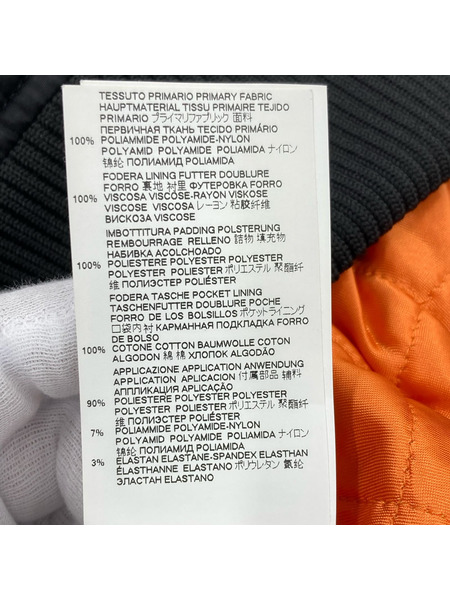 TESSUTO PRIMARIO PRIMARY FABRIC
HAUPTMATERIAL TISSU PRIMAIRE TEJIDO
PRIMARIO プライマリファブリック 面料
ПЕРВИЧНАЯ ТКАНЬ TECIDO PRIMÁRIO
100% POLIAMMIDE POLYAMIDE-NYLON
POLYAMID POLYAMIDE POLIAMIDA ナイロン
锦纶 ПОЛИАМИД POLIAMIDA
FODERA LINING FUTTER DOUBLURE
FORRO 裏地 衬里 ФУТЕРОВКА FORRO
100% VISCOSA VISCOSE-RAYON VISKOSE
VISCOSE VISCOSA レーヨン 粘胶纤维
ВИСКОЗА VISCOSE
IMBOTTITURA PADDING POLSTERUNG
REMBOURRAGE RELLENO 詰物 填充物
НАБИВКА ACOLCHOADO
100% POLIESTERE POLYESTER POLYESTER
POLYESTER POLIESTER ポリエステル 聚酯纤
维 ПОЛИЭСТЕР POLIÉSTER
FODERA TASCHE POCKET LINING
TASCHENFUTTER DOUBLURE POCHE
FORRO DE LOS BOLSILLOS ポケットライニング
口袋内衬 КАРМАННАЯ ПОДКЛАДКА FORRO
DE BOLSO
100% COTONE COTTON BAUMWOLLE COTON
ALGODON 綿 棉 ХЛОПОК ALGODÃO
APPLICAZIONE APPLICATION ANWENDUNG
APPLICATION APLICACION 付属部品 辅料
АППЛИКАЦИЯ APLICAÇÃO
90% POLIESTERE POLYESTER POLYESTER
POLYESTER POLIESTER ポリエステル 聚酯纤
维 ПОЛИЭСТЕР POLIÉSTER
7% POLIAMMIDE POLYAMIDE-NYLON
POLYAMID POLYAMIDE POLIAMIDA ナイロン
锦纶 ПОЛИАМИД POLIAMIDA
3% ELASTAN ELASTANE-SPANDEX ELASTHAN
ÉLASTHANNE ELASTANO ポリウレタン 氨纶
ЭЛАСТАН ELASTANO